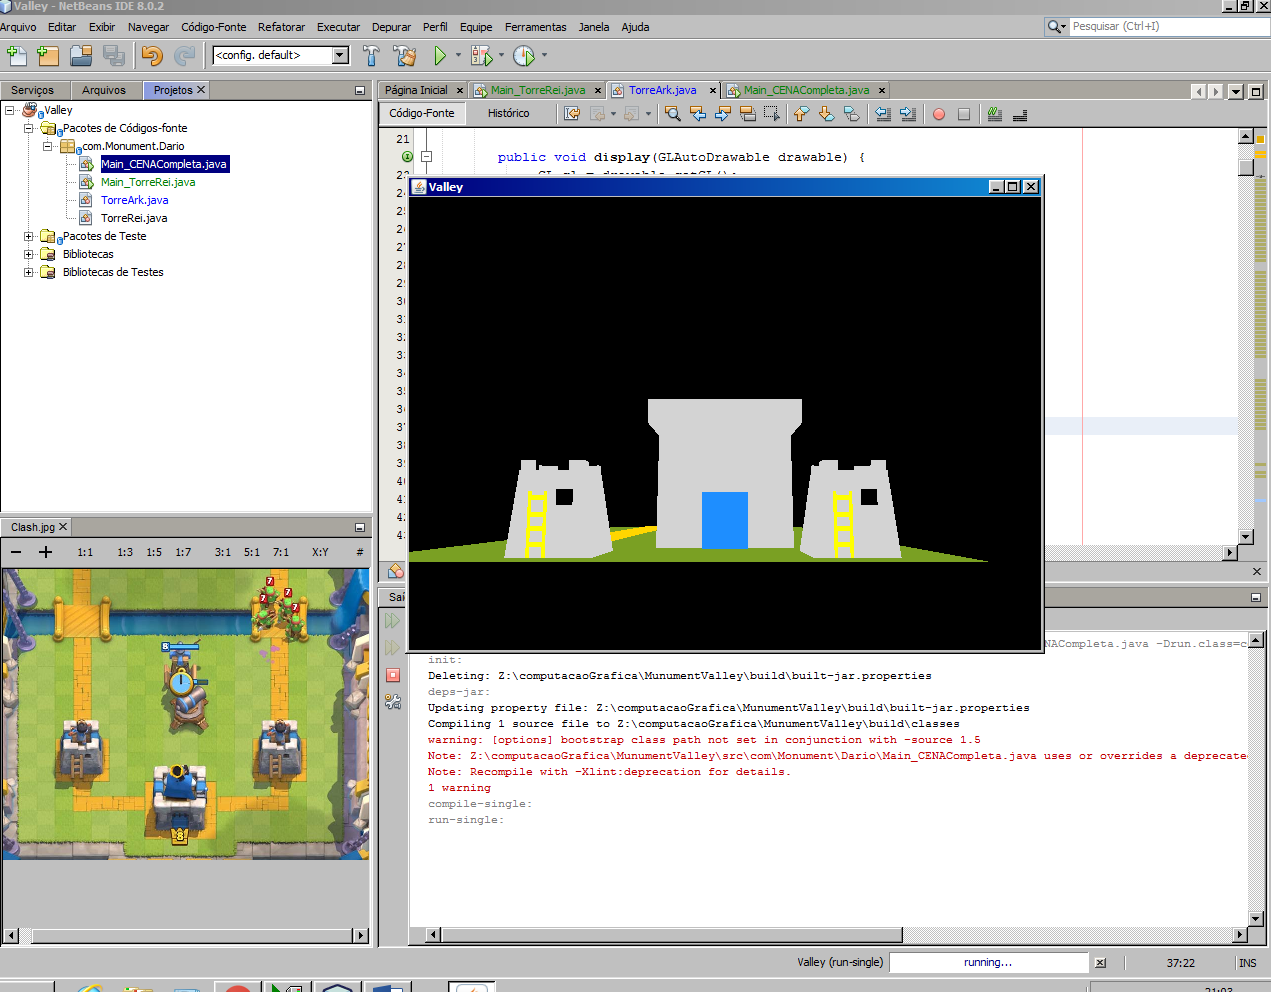 Valley - NetBeans IDE 8.0.2
Arquivo Editar Exibir Navegar Código-Fonte Refatorar Executar Depurar Perfil Equipe Ferramentas Janela Ajuda
Pesquisar (Ctrl+I)
<config. default>
Serviços Arquivos Projetos
Página Inicial Main_TorreRei.java TorreArk.java Main_CENACompleta.java
Código-Fonte Histórico
Valley
Pacotes de Códigos-fonte
com.Monument.Dario
Main_CENACompleta.java
Main_TorreRei.java
TorreArk.java
TorreRei.java
Pacotes de Teste
Bibliotecas
Bibliotecas de Testes
21
public void display(GLAutoDrawable drawable) {
Valley
Clash.jpg
1:1 1:3 1:5 1:7 3:1 5:1 7:1 X:Y #
7
7
7
7
8
8
NACompleta.java -Drun.class=c
init:
Deleting: Z:\computacaoGrafica\MunumentValley\build\built-jar.properties
deps-jar:
Updating property file: Z:\computacaoGrafica\MunumentValley\build\built-jar.properties
Compiling 1 source file to Z:\computacaoGrafica\MunumentValley\build\classes
warning: [options] bootstrap class path not set in conjunction with -source 1.5
Note: Z:\computacaoGrafica\MunumentValley\src\com\Monument\Dario\Main_CENACompleta.java uses or overrides a deprecate
Note: Recompile with -Xlint:deprecation for details.
1 warning
compile-single:
run-single:
Valley (run-single) running... 37:22 INS